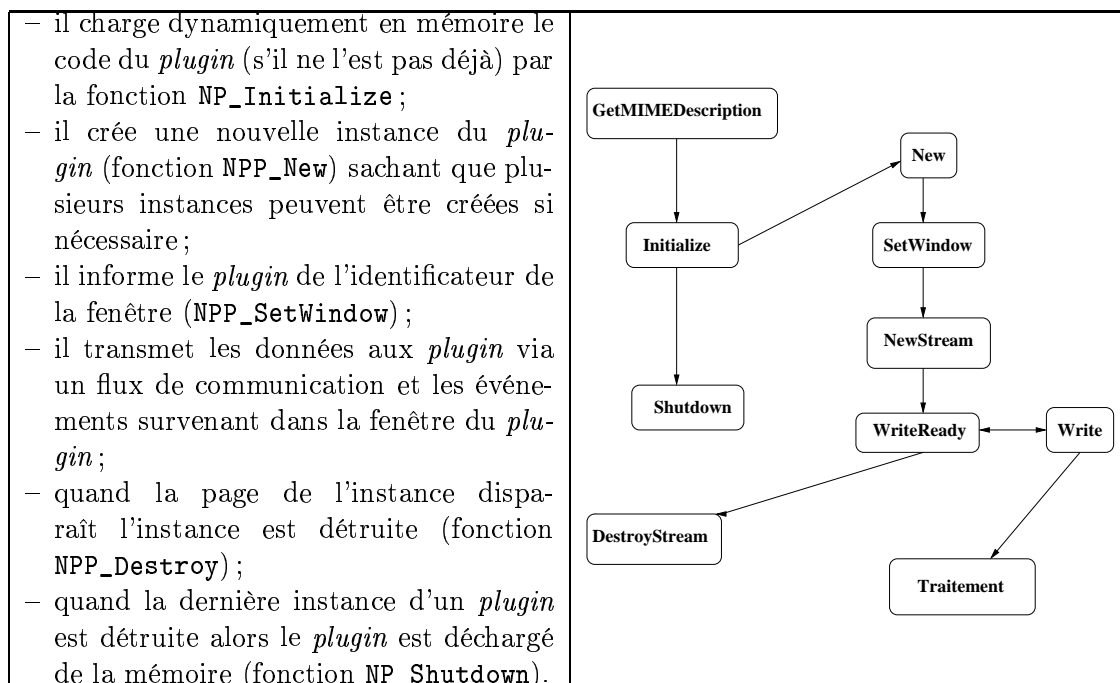 – il charge dynamiquement en mémoire le
code du plugin (s'il ne l'est pas déjà) par
la fonction NP_Initialize ;
– il crée une nouvelle instance du plu-
gin (fonction NPP_New) sachant que plu-
sieurs instances peuvent être créées si
nécessaire ;
– il informe le plugin de l'identificateur de
la fenêtre (NPP_SetWindow) ;
– il transmet les données aux plugin via
un flux de communication et les événe-
ments survenant dans la fenêtre du plu-
gin ;
– quand la page de l'instance dispa-
raît l'instance est détruite (fonction
NPP_Destroy) ;
– quand la dernière instance d'un plugin
est détruite alors le plugin est déchargé
de la mémoire (fonction NP_Shutdown).
GetMIMEDescription
New
Initialize
SetWindow
NewStream
Shutdown
WriteReady
Write
DestroyStream
Traitement